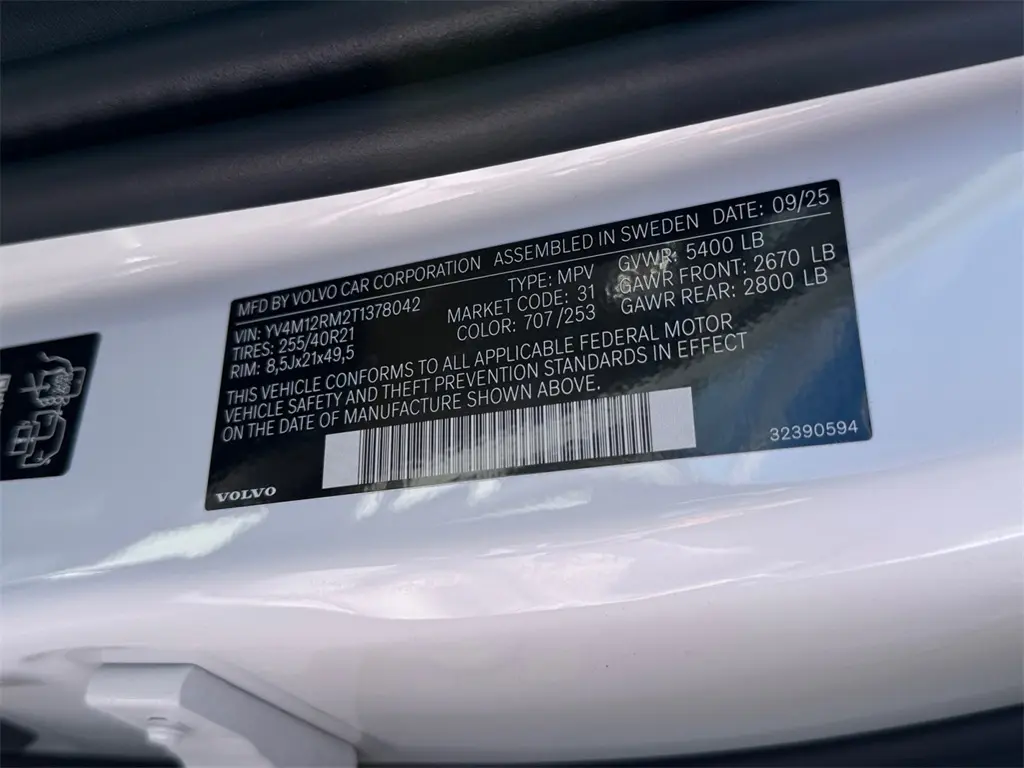 MFD BY VOLVO CAR CORPORATION ASSEMBLED IN SWEDEN DATE: 09/25
VIN: YV4M12RM2T1378042 TYPE: MPV GVWR: 5400 LB
TIRES: 255/40R21 MARKET CODE: 31 GAWR FRONT: 2670 LB
RIM: 8,5Jx21x49,5 COLOR: 707/253 GAWR REAR: 2800 LB
THIS VEHICLE CONFORMS TO ALL APPLICABLE FEDERAL MOTOR
VEHICLE SAFETY AND THEFT PREVENTION STANDARDS IN EFFECT
ON THE DATE OF MANUFACTURE SHOWN ABOVE.
VOLVO 32390594